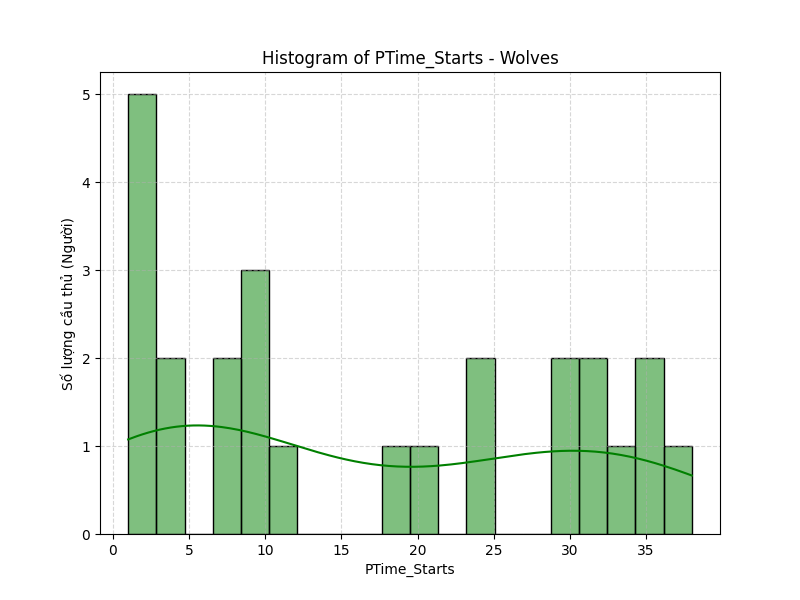 Histogram of PTime_Starts - Wolves
Số lượng cầu thủ (Người)
5
4
3
2
1
0
0 5 10 15 20 25 30 35
PTime_Starts